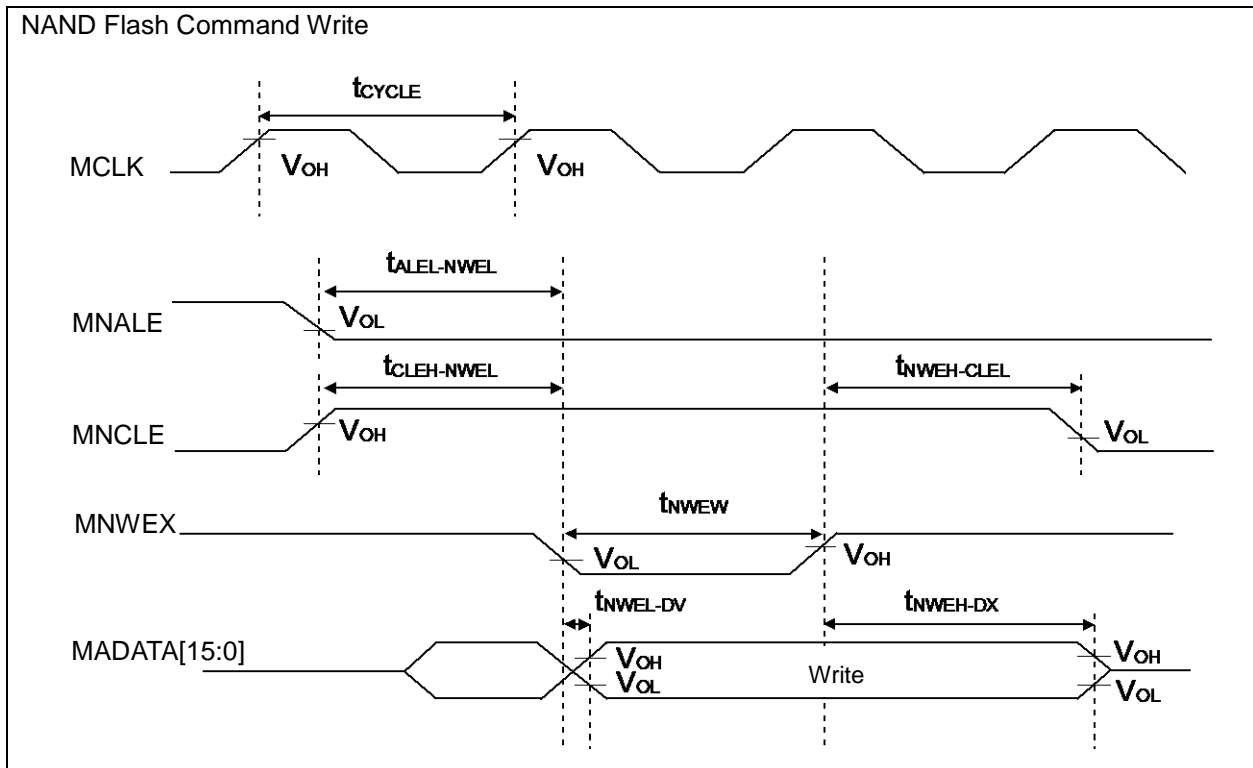 NAND Flash Command Write
tCYCLE
MCLK
VOH
VOH
tALEL-NWEL
MNALE
VOL
tCLEH-NWEL
tNWEH-CLEL
MNCLE
VOH
VOL
tNWEW
MNWEX
VOL
VOH
tNWEL-DV
tNWEH-DX
MADATA[15:0]
VOH
Write
VOH
VOL
VOL